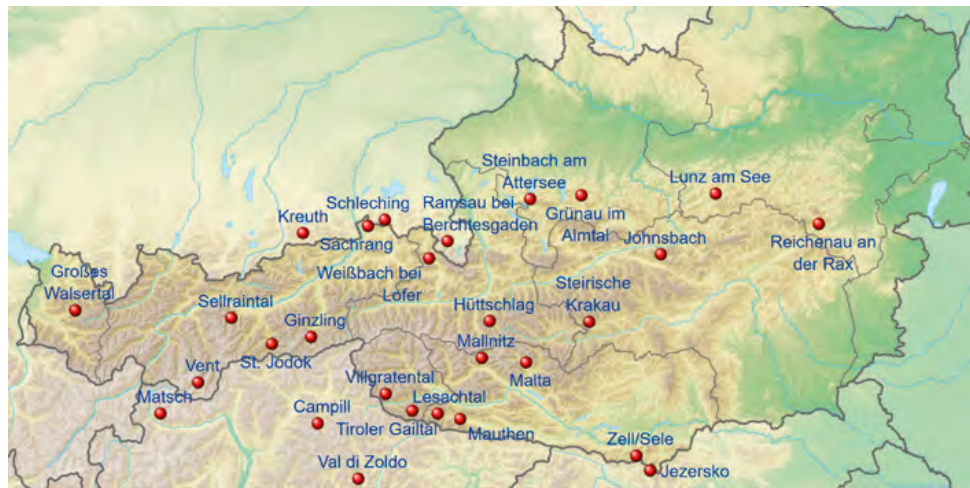 Steinbach am
Attersee
Lunz am See
Schleching
Ramsau bei
Berchtesgaden
Kreuth
Grünau im
Almtal
Sachrang
Johnsbach
Reichenau an
der Rax
Weißbach bei
Lofer
Großes
Walsertal
Steirische
Krakau
Sellraintal
Hüttschlag
Ginzling
Mallnitz
St. Jodok
Vent
Malta
Villgratental
Matsch
Lesachtal
Campill
Tiroler Gailtal
Mauthen
Zell/Sele
Val di Zoldo
Jezersko